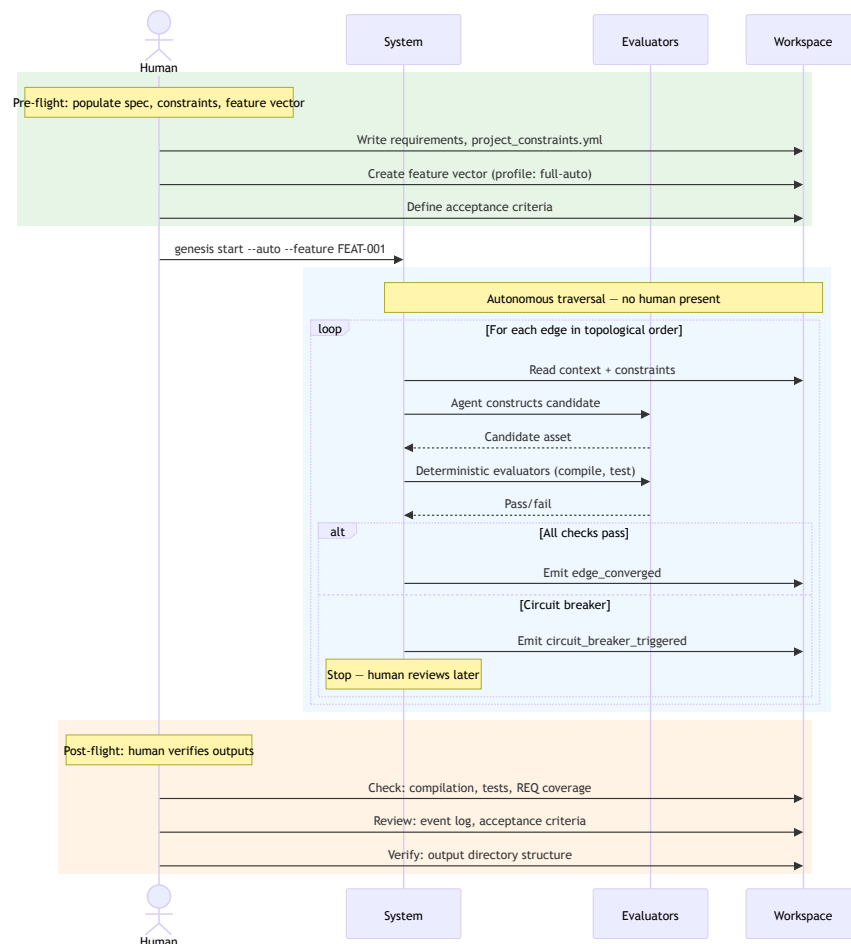 Human
System
Evaluators
Workspace
Pre-flight: populate spec, constraints, feature vector
Write requirements, project_constraints.yml
Create feature vector (profile: full-auto)
Define acceptance criteria
genesis start --auto --feature FEAT-001
Autonomous traversal — no human present
loop
[For each edge in topological order]
Read context + constraints
Agent constructs candidate
Candidate asset
Deterministic evaluators (compile, test)
Pass/fail
alt
[All checks pass]
Emit edge_converged
[Circuit breaker]
Emit circuit_breaker_triggered
Stop — human reviews later
Post-flight: human verifies outputs
Check: compilation, tests, REQ coverage
Review: event log, acceptance criteria
Verify: output directory structure
Human
System
Evaluators
Workspace